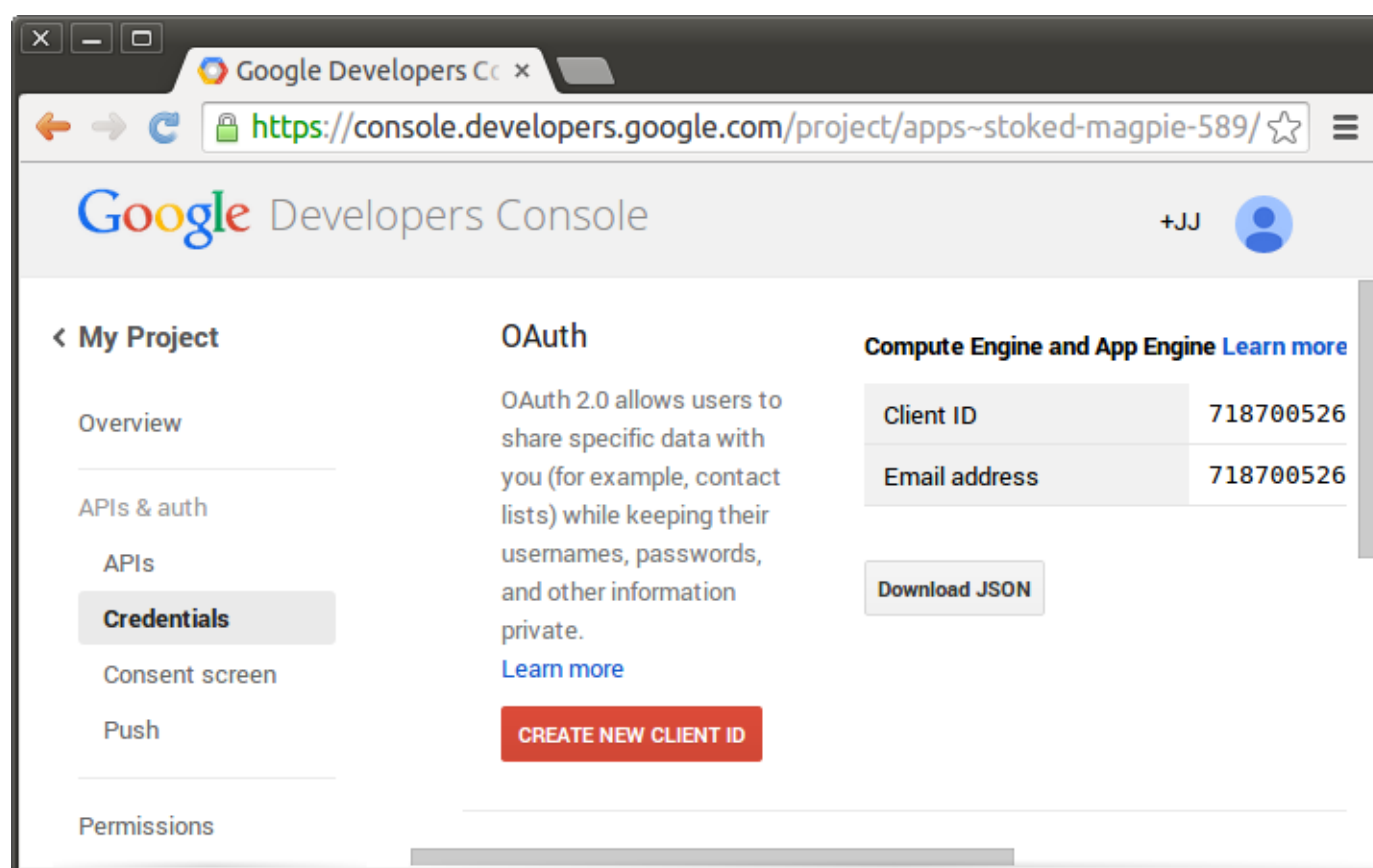 Google Developers Cc
https://console.developers.google.com/project/apps~stoked-magpie-589/
Google Developers Console
+JJ
My Project
Overview
APIs & auth
APIs
Credentials
Consent screen
Push
Permissions
OAuth
OAuth 2.0 allows users to
share specific data with
you (for example, contact
lists) while keeping their
usernames, passwords,
and other information
private.
Learn more
CREATE NEW CLIENT ID
Compute Engine and App Engine Learn more
Client ID 718700526
Email address 718700526
Download JSON